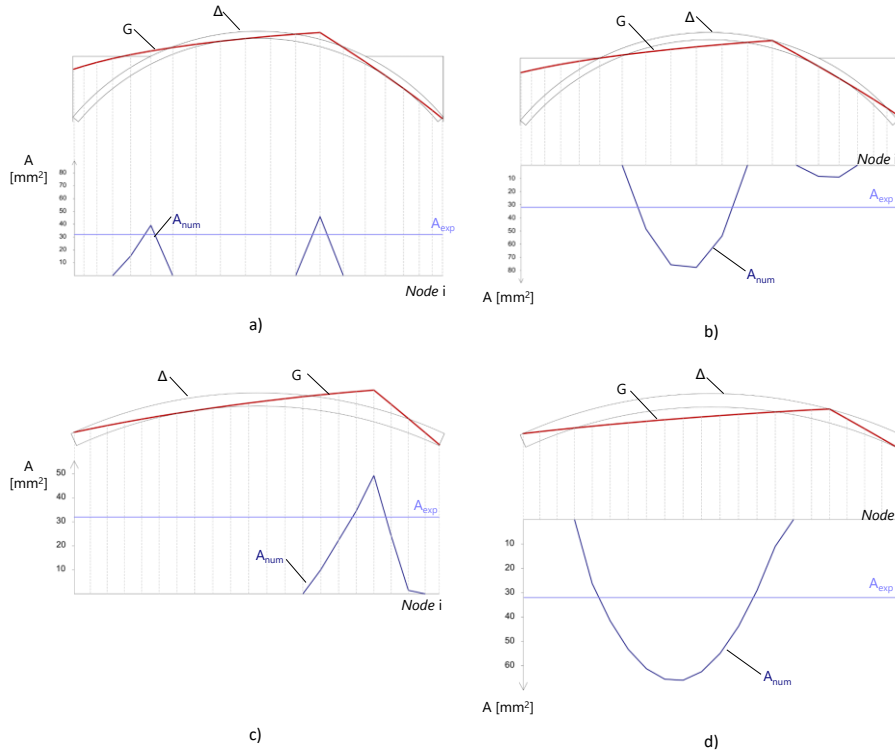 G
Δ
A
[mm²]
80
70
60
50
40
30
20
10
A_num
A_exp
Node i
a)
G
Δ
Node i
10
20
30
40
50
60
70
80
A_exp
A_num
A [mm²]
b)
Δ
G
A
[mm²]
50
40
30
20
10
A_exp
A_num
Node i
c)
G
Δ
Node
10
20
30
40
50
60
A_exp
A_num
A [mm²]
d)